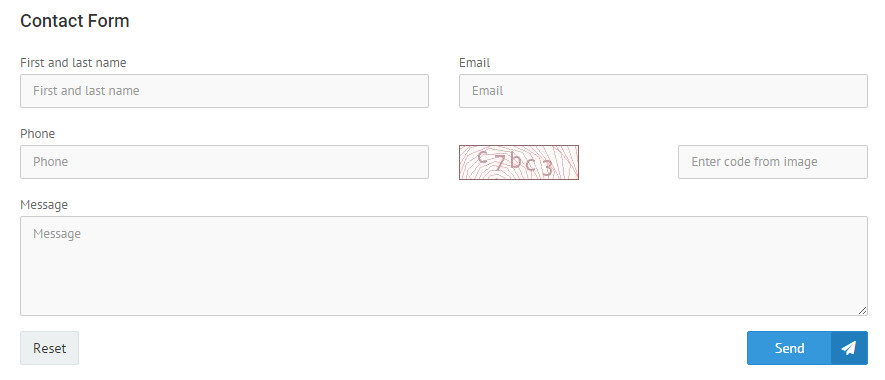 Contact Form
First and last name
Email
First and last name
Email
Phone
Phone
c7bc3
Enter code from image
Message
Message
Reset
Send